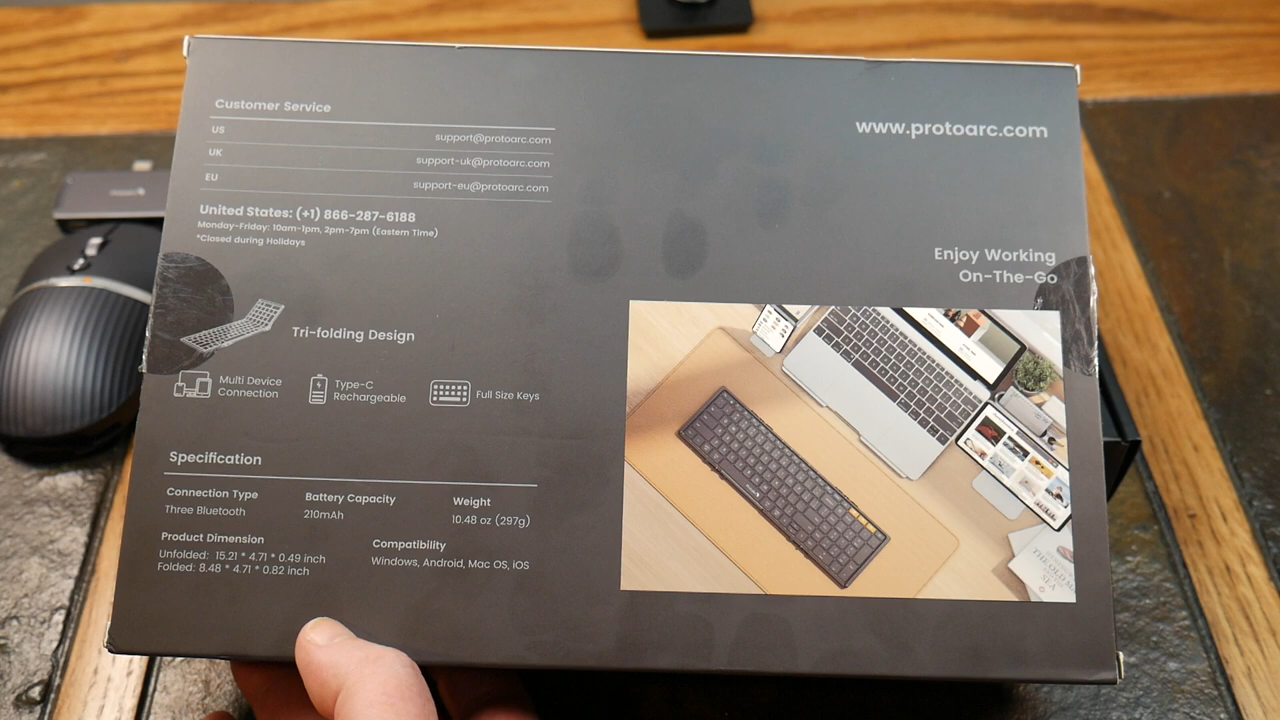 Customer Service
US support@protoarc.com
UK support-uk@protoarc.com
EU support-eu@protoarc.com
United States: (+1) 866-287-6188
Monday-Friday: 10am-1pm, 2pm-7pm (Eastern Time)
*Closed during Holidays
www.protoarc.com
Enjoy Working
On-The-Go
Tri-folding Design
Multi Device
Connection
Type-C
Rechargeable
Full Size Keys
Specification
Connection Type
Three Bluetooth
Battery Capacity
210mAh
Weight
10.48 oz (297g)
Product Dimension
Unfolded: 15.21 * 4.71 * 0.49 inch
Folded: 8.48 * 4.71 * 0.82 inch
Compatibility
Windows, Android, Mac OS, iOS
THE OLD
SEA